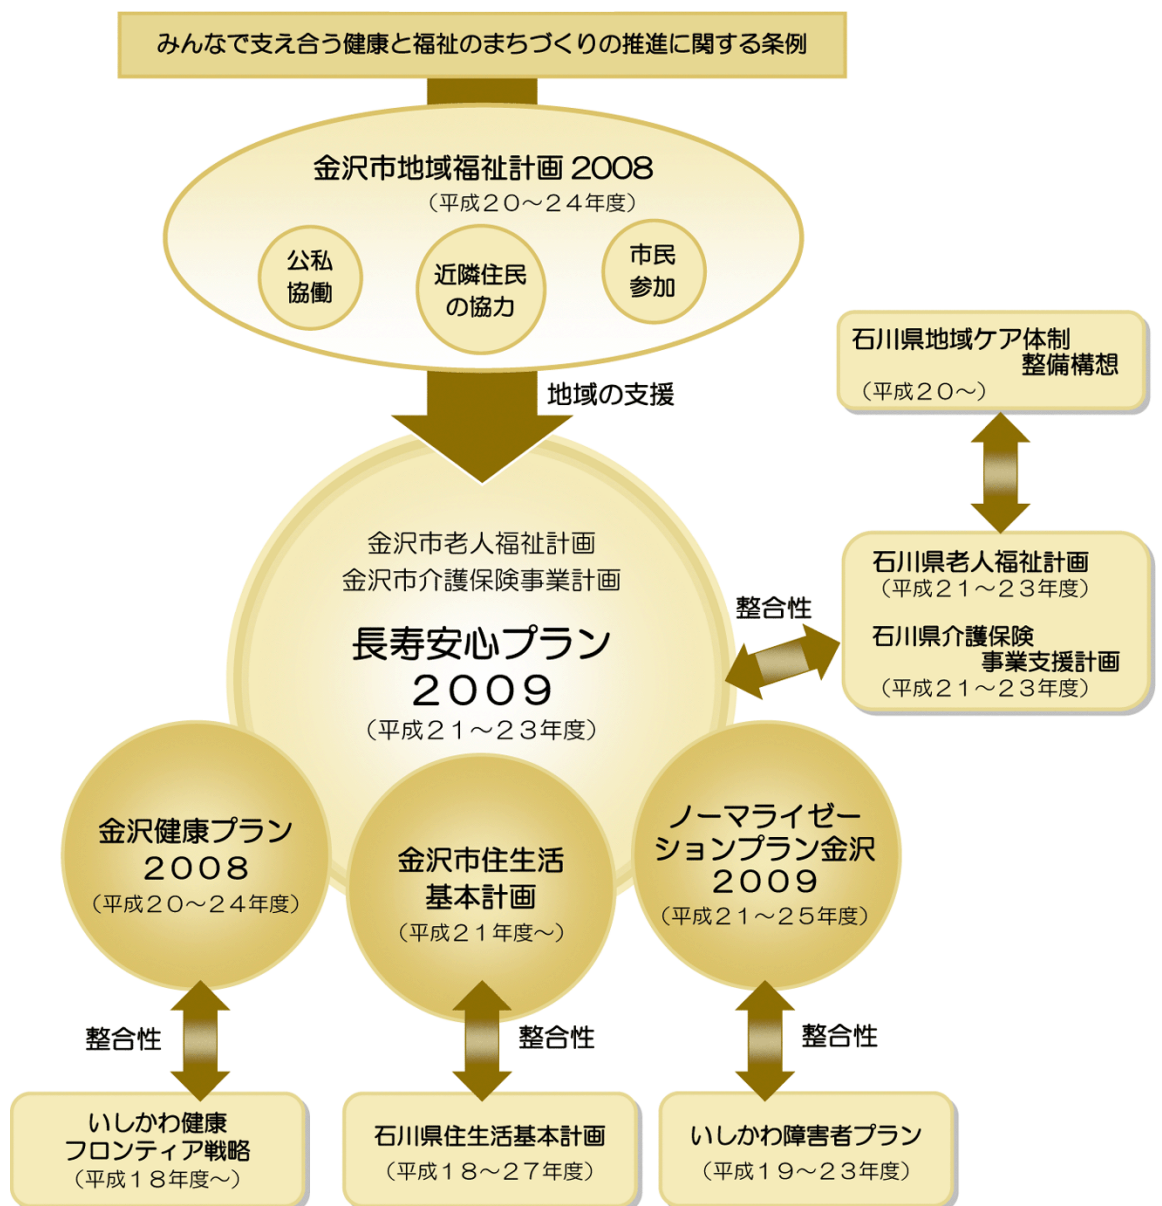 みんなで支え合う健康と福祉のまちづくりの推進に関する条例
金沢市地域福祉計画 2008
（平成２０～２４年度）
公私
協働
近隣住民
の協力
市民
参加
地域の支援
石川県地域ケア体制
整備構想
（平成２０～）
金沢市老人福祉計画
金沢市介護保険事業計画
長寿安心プラン
２００９
（平成２１～２３年度）
整合性
石川県老人福祉計画
（平成２１～２３年度）
石川県介護保険
事業支援計画
（平成２１～２３年度）
金沢健康プラン
２００８
（平成２０～２４年度）
金沢市住生活
基本計画
（平成２１年度～）
ノーマライゼー
ションプラン金沢
２００９
（平成２１～２５年度）
整合性
整合性
整合性
いしかわ健康
フロンティア戦略
（平成１８年度～）
石川県住生活基本計画
（平成１８～２７年度）
いしかわ障害者プラン
（平成１９～２３年度）